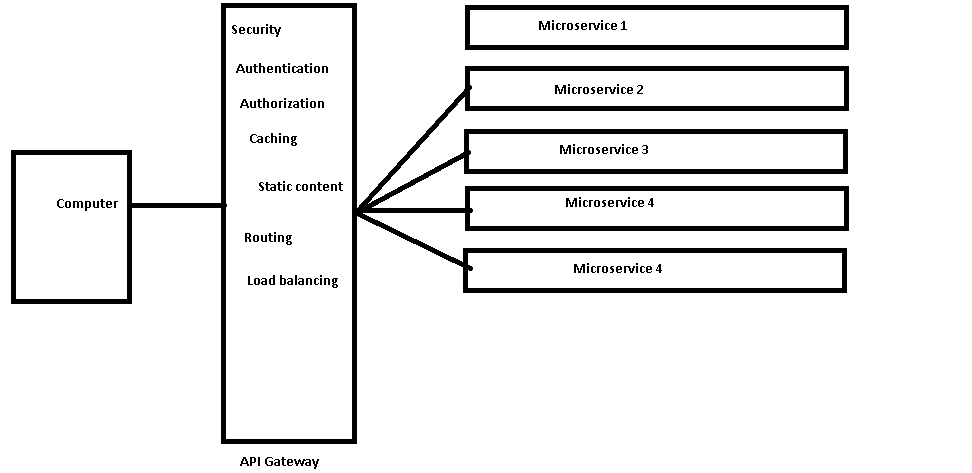 Computer
Security
Authentication
Authorization
Caching
Static content
Routing
Load balancing
API Gateway
Microservice 1
Microservice 2
Microservice 3
Microservice 4
Microservice 4